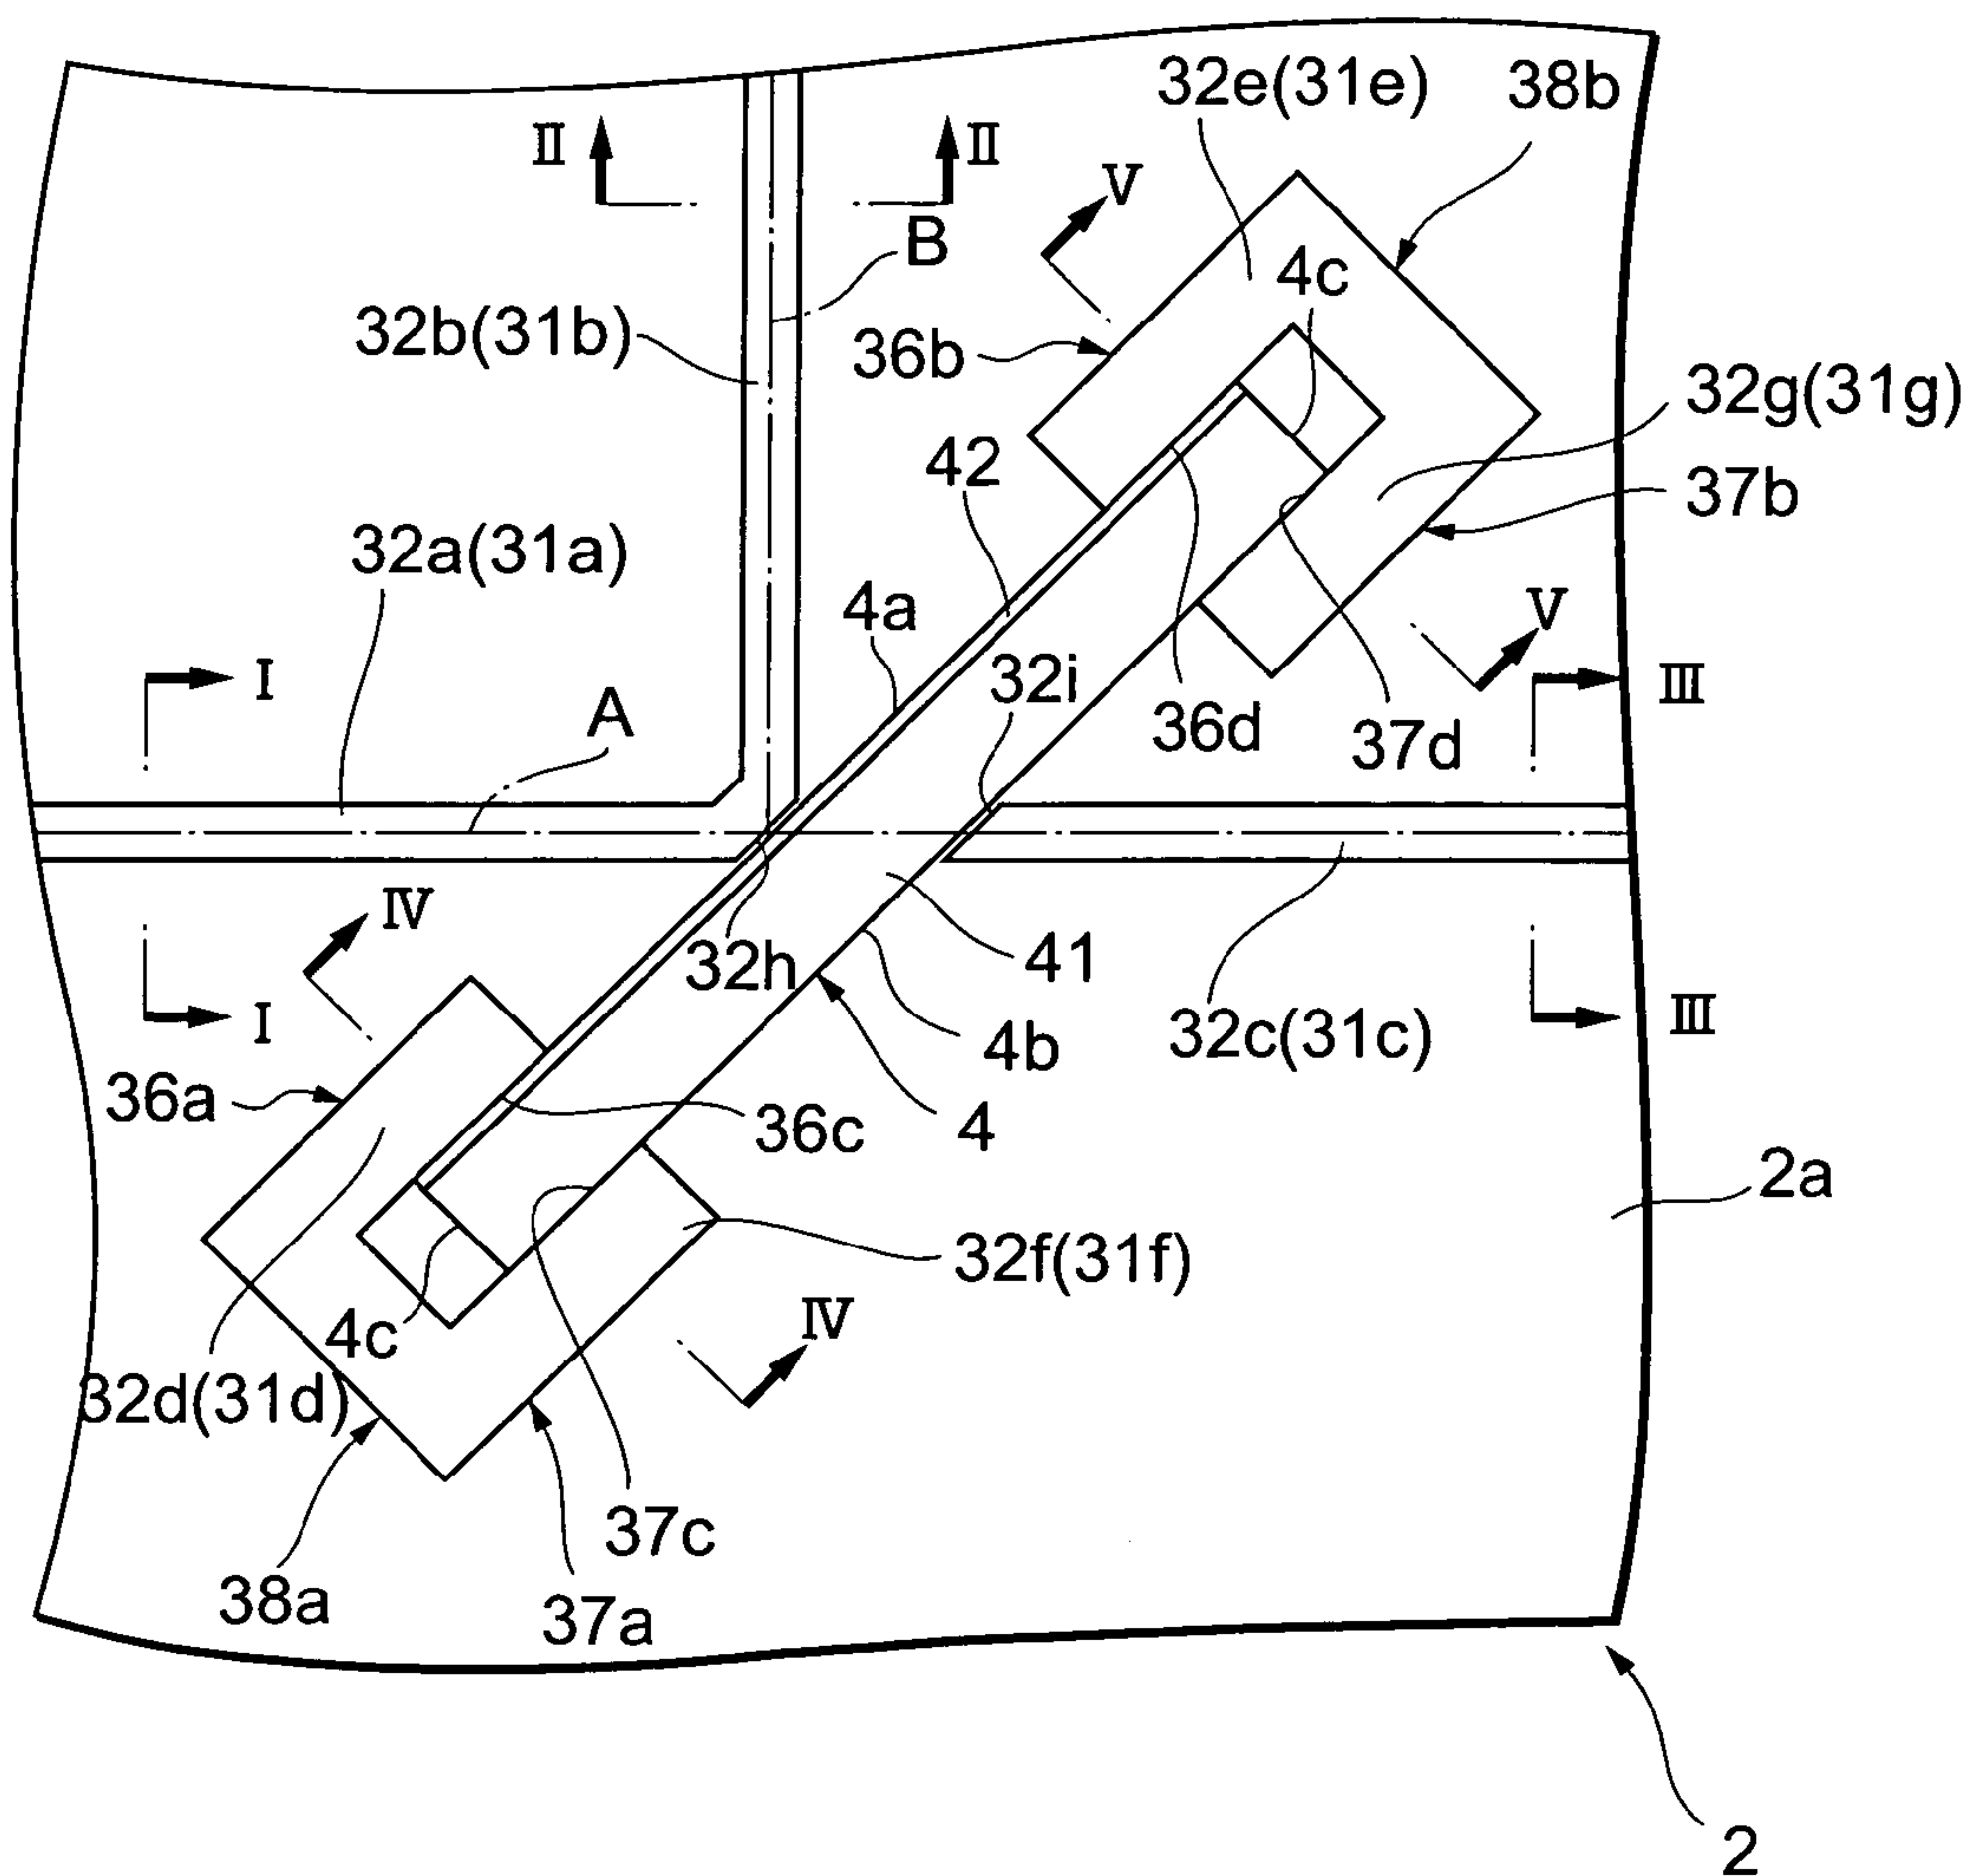 32e(31e)
38b
II
II
V
B
4c
32b(31b)
36b
32g(31g)
42
37b
32a(31a)
4a
V
I
32i
III
A
36d
37d
IV
32h
41
I
4b
32c(31c)
III
36a
36c
4
2a
32f(31f)
4c
IV
32d(31d)
37c
38a
37a
2